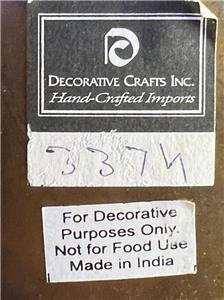 DECORATIVE CRAFTS INC.
Hand-Crafted Imports
3374
For Decorative
Purposes Only.
Not for Food Use
Made in India